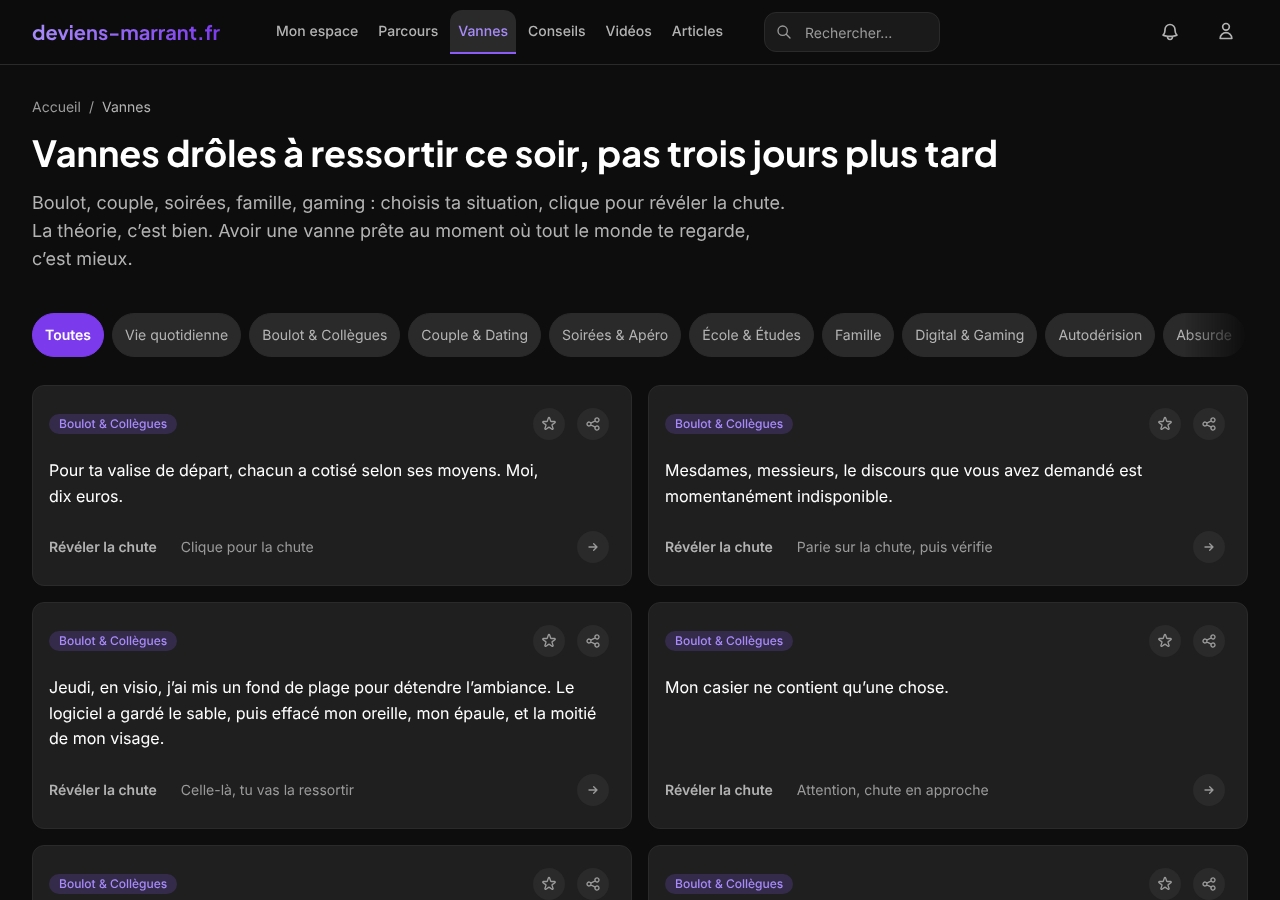 deviens-marrant.fr
Mon espace
Parcours
Vannes
Conseils
Vidéos
Articles
Rechercher...
Accueil / Vannes
Vannes drôles à ressortir ce soir, pas trois jours plus tard
Boulot, couple, soirées, famille, gaming : choisis ta situation, clique pour révéler la chute.
La théorie, c’est bien. Avoir une vanne prête au moment où tout le monde te regarde,
c’est mieux.
Toutes
Vie quotidienne
Boulot & Collègues
Couple & Dating
Soirées & Apéro
École & Études
Famille
Digital & Gaming
Autodérision
Absurde
Boulot & Collègues
Pour ta valise de départ, chacun a cotisé selon ses moyens. Moi,
dix euros.
Révéler la chute
Clique pour la chute
Boulot & Collègues
Mesdames, messieurs, le discours que vous avez demandé est
momentanément indisponible.
Révéler la chute
Parie sur la chute, puis vérifie
Boulot & Collègues
Jeudi, en visio, j’ai mis un fond de plage pour détendre l’ambiance. Le
logiciel a gardé le sable, puis effacé mon oreille, mon épaule, et la moitié
de mon visage.
Révéler la chute
Celle-là, tu vas la ressortir
Boulot & Collègues
Mon casier ne contient qu’une chose.
Révéler la chute
Attention, chute en approche
Boulot & Collègues
Boulot & Collègues